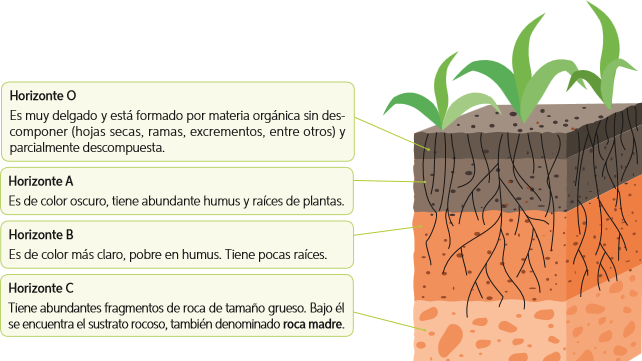 Horizonte O
Es muy delgado y está formado por materia orgánica sin des-
componer (hojas secas, ramas, excrementos, entre otros) y
parcialmente descompuesta.
Horizonte A
Es de color oscuro, tiene abundante humus y raíces de plantas.
Horizonte B
Es de color más claro, pobre en humus. Tiene pocas raíces.
Horizonte C
Tiene abundantes fragmentos de roca de tamaño grueso. Bajo él
se encuentra el sustrato rocoso, también denominado roca madre.